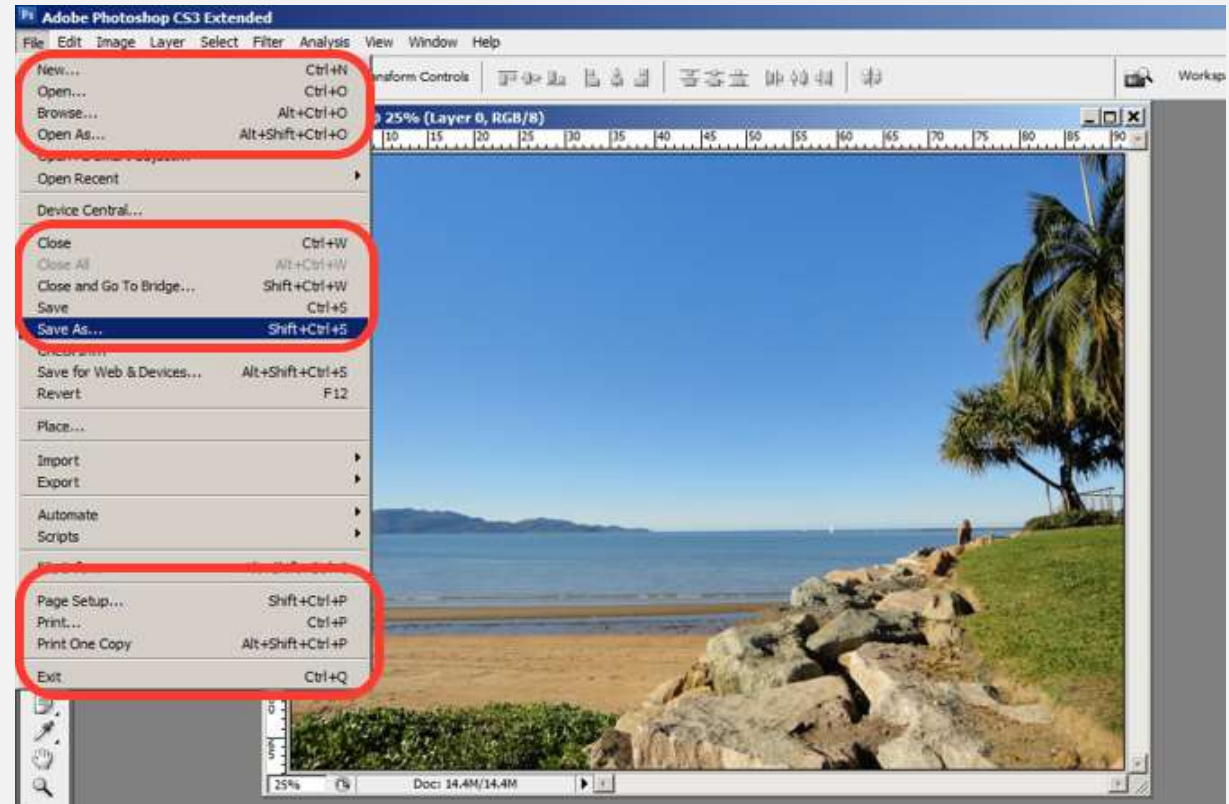 Ps Adobe Photoshop CS3 Extended
File Edit Image Layer Select Filter Analysis View Window Help
New... Ctrl+N
Open... Ctrl+O
Browse... Alt+Ctrl+O
Open As... Alt+Shift+Ctrl+O
Open Recent
Device Central...
Close Ctrl+W
Close All Alt+Ctrl+W
Close and Go To Bridge... Shift+Ctrl+W
Save Ctrl+S
Save As... Shift+Ctrl+S
Save for Web & Devices... Alt+Shift+Ctrl+S
Revert F12
Place...
Import
Export
Automate
Scripts
Page Setup... Shift+Ctrl+P
Print... Ctrl+P
Print One Copy Alt+Shift+Ctrl+P
Exit Ctrl+Q
ansform Controls
Worksp
25% (Layer 0, RGB/8)
10 15 20 25 30 35 40 45 50 55 60 65 70 75 80 85 90
25% Doc: 14.4M/14.4M